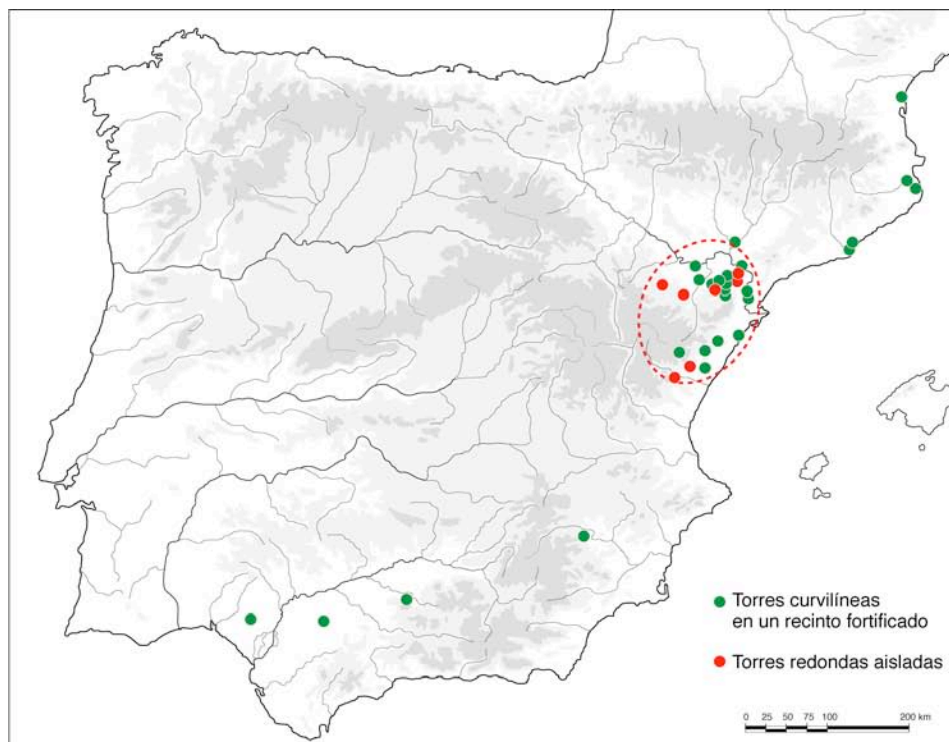 Torres curvilíneas
en un recinto fortificado
Torres redondas aisladas
0 25 50 75 100 200 km